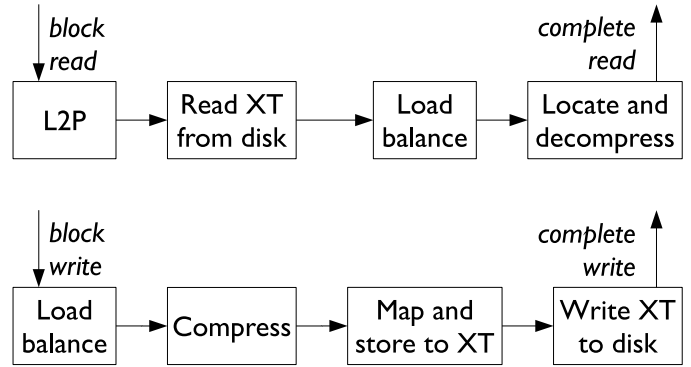 block
read
complete
read
L2P
Read XT
from disk
Load
balance
Locate and
decompress
block
write
complete
write
Load
balance
Compress
Map and
store to XT
Write XT
to disk